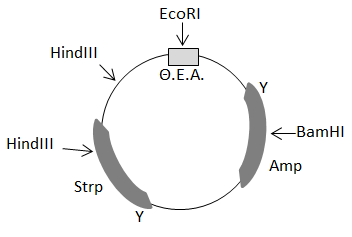 EcoRI
HindIII
Θ.Ε.Α.
Υ
HindIII
BamHI
Strp
Amp
Υ